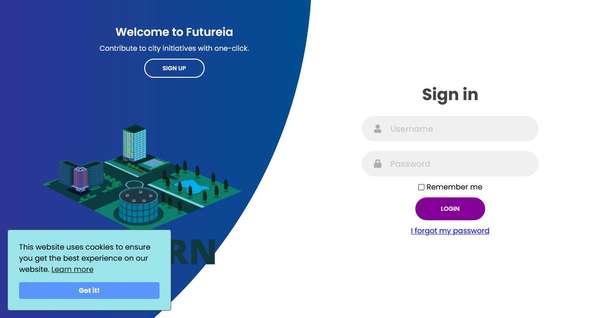 Welcome to Futureia
Contribute to city initiatives with one-click.
SIGN UP
Sign in
Username
Password
Remember me
LOGIN
I forgot my password
This website uses cookies to ensure
you get the best experience on our
website. Learn more
Got it!